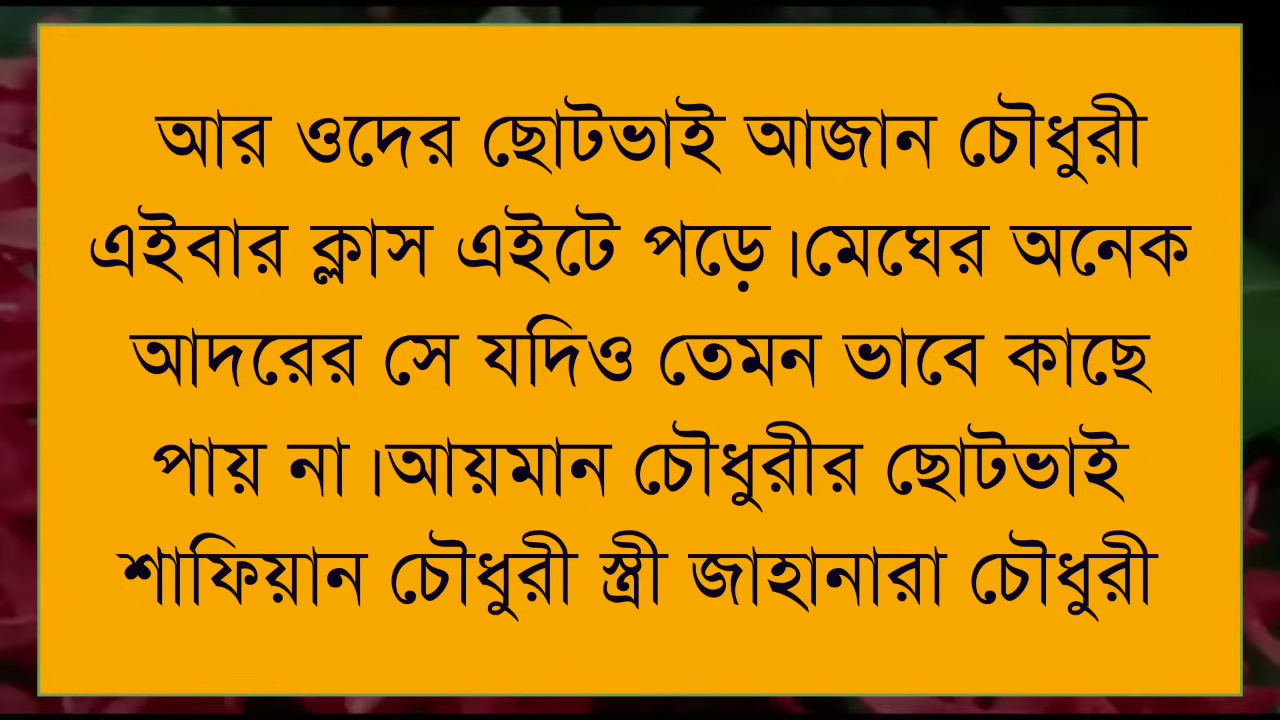 আর ওদের ছোটভাই আজান চৌধুরী
এইবার ক্লাস এইটে পড়ে।মেঘের অনেক
আদরের সে যদিও তেমন ভাবে কাছে
পায় না।আয়মান চৌধুরীর ছোটভাই
শাফিয়ান চৌধুরী স্ত্রী জাহানারা চৌধুরী